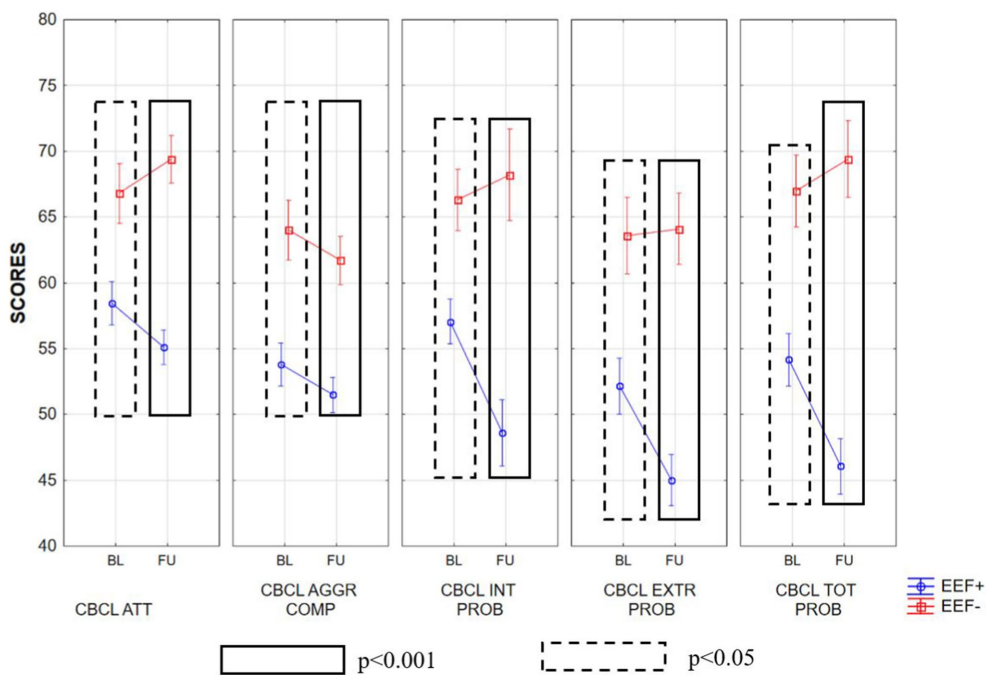 80
75
70
65
60
55
50
45
40
SCORES
BL FU BL FU BL FU BL FU BL FU
CBCL ATT
CBCL AGGR
COMP
CBCL INT
PROB
CBCL EXTR
PROB
CBCL TOT
PROB
EEF+
EEF-
p<0.001
p<0.05